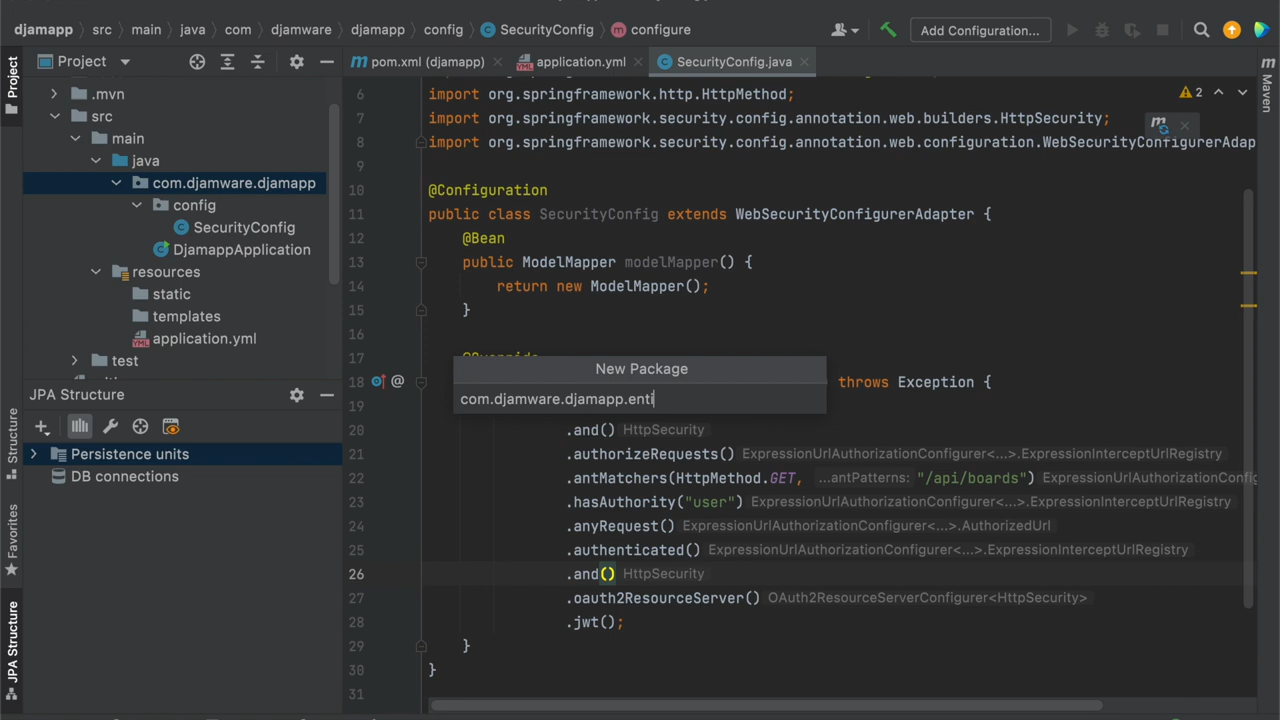 djamapp > src > main > java > com > djamware > djamapp > config > SecurityConfig > configure
Add Configuration...
Project
Project
.mvn
src
main
java
com.djamware.djamapp
config
SecurityConfig
DjamappApplication
resources
static
templates
application.yml
test
JPA Structure
Persistence units
DB connections
Structure
Favorites
JPA Structure
pom.xml (djamapp)
application.yml
SecurityConfig.java
Maven
2
6 import org.springframework.http.HttpMethod;
7 import org.springframework.security.config.annotation.web.builders.HttpSecurity;
8 import org.springframework.security.config.annotation.web.configuration.WebSecurityConfigurerAdap
9
10 @Configuration
11 public class SecurityConfig extends WebSecurityConfigurerAdapter {
12 @Bean
13 public ModelMapper modelMapper() {
14 return new ModelMapper();
15 }
16
17 @Override
New Package
18 throws Exception {
com.djamware.djamapp.enti
19
20 .and() HttpSecurity
21 .authorizeRequests() ExpressionUrlAuthorizationConfigurer<...>.ExpressionInterceptUrlRegistry
22 .antMatchers(HttpMethod.GET, ...antPatterns: "/api/boards") ExpressionUrlAuthorizationConfig
23 .hasAuthority("user") ExpressionUrlAuthorizationConfigurer<...>.ExpressionInterceptUrlRegistry
24 .anyRequest() ExpressionUrlAuthorizationConfigurer<...>.AuthorizedUrl
25 .authenticated() ExpressionUrlAuthorizationConfigurer<...>.ExpressionInterceptUrlRegistry
26 .and() HttpSecurity
27 .oauth2ResourceServer() OAuth2ResourceServerConfigurer<HttpSecurity>
28 .jwt();
29 }
30 }
31